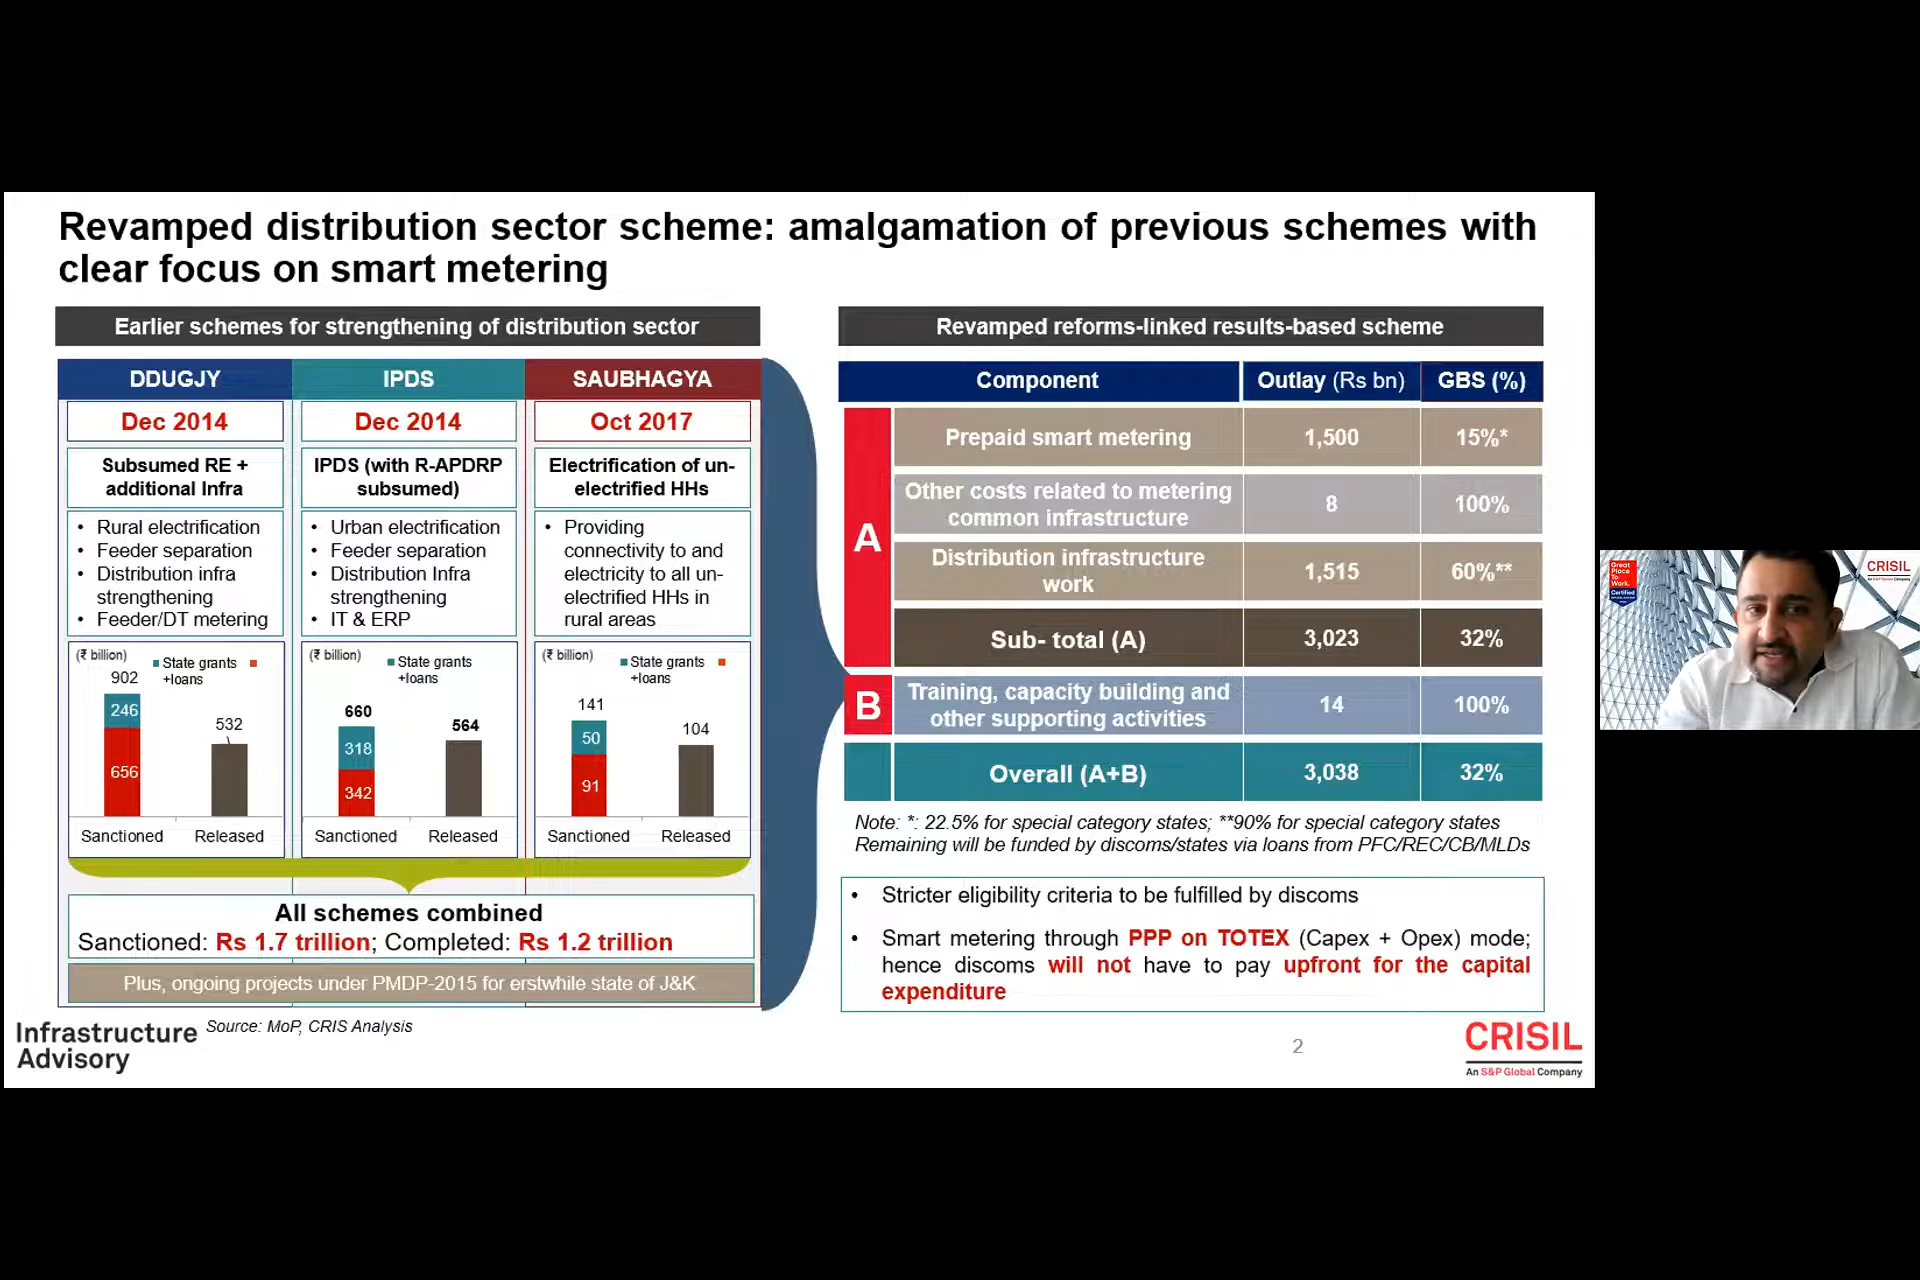 Revamped distribution sector scheme: amalgamation of previous schemes with
clear focus on smart metering
Earlier schemes for strengthening of distribution sector
DDUGJY
IPDS
SAUBHAGYA
Dec 2014
Dec 2014
Oct 2017
Subsumed RE +
additional Infra
IPDS (with R-APDRP
subsumed)
Electrification of un-
electrified HHs
• Rural electrification
• Feeder separation
• Distribution infra
strengthening
• Feeder/DT metering
• Urban electrification
• Feeder separation
• Distribution Infra
strengthening
• IT & ERP
• Providing
connectivity to and
electricity to all un-
electrified HHs in
rural areas
(₹ billion)
State grants
+loans
902
246
656
532
Sanctioned
Released
(₹ billion)
State grants
+loans
660
318
342
564
Sanctioned
Released
(₹ billion)
State grants
+loans
141
50
91
104
Sanctioned
Released
All schemes combined
Sanctioned: Rs 1.7 trillion; Completed: Rs 1.2 trillion
Plus, ongoing projects under PMDP-2015 for erstwhile state of J&K
Revamped reforms-linked results-based scheme
Component
Outlay (Rs bn)
GBS (%)
A
Prepaid smart metering
1,500
15%*
Other costs related to metering
common infrastructure
8
100%
Distribution infrastructure
work
1,515
60%**
Sub- total (A)
3,023
32%
B
Training, capacity building and
other supporting activities
14
100%
Overall (A+B)
3,038
32%
Note: *: 22.5% for special category states; **90% for special category states
Remaining will be funded by discoms/states via loans from PFC/REC/CB/MLDs
• Stricter eligibility criteria to be fulfilled by discoms
• Smart metering through PPP on TOTEX (Capex + Opex) mode;
hence discoms will not have to pay upfront for the capital
expenditure
Infrastructure
Advisory
Source: MoP, CRIS Analysis
2
CRISIL
An S&P Global Company
Great
Place
To
Work.
Certified
CRISIL